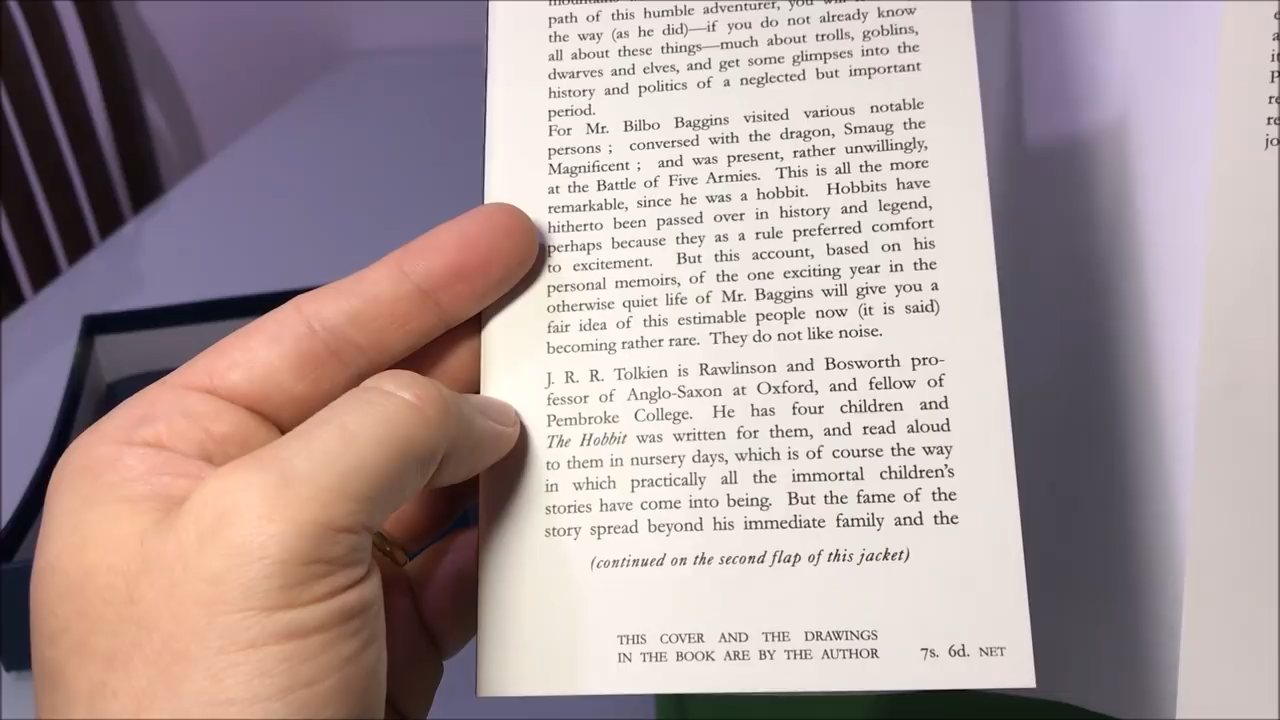 path of this humble adventurer, you
the way (as he did)—if you do not already know
all about these things—much about trolls, goblins,
dwarves and elves, and get some glimpses into the
history and politics of a neglected but important
period.
For Mr. Bilbo Baggins visited various notable
persons ; conversed with the dragon, Smaug the
Magnificent ; and was present, rather unwillingly,
at the Battle of Five Armies. This is all the more
remarkable, since he was a hobbit. Hobbits have
hitherto been passed over in history and legend,
perhaps because they as a rule preferred comfort
to excitement. But this account, based on his
personal memoirs, of the one exciting year in the
otherwise quiet life of Mr. Baggins will give you a
fair idea of this estimable people now (it is said)
becoming rather rare. They do not like noise.
J. R. R. Tolkien is Rawlinson and Bosworth pro-
fessor of Anglo-Saxon at Oxford, and fellow of
Pembroke College. He has four children and
The Hobbit was written for them, and read aloud
to them in nursery days, which is of course the way
in which practically all the immortal children's
stories have come into being. But the fame of the
story spread beyond his immediate family and the
(continued on the second flap of this jacket)
THIS COVER AND THE DRAWINGS
IN THE BOOK ARE BY THE AUTHOR
7s. 6d. NET